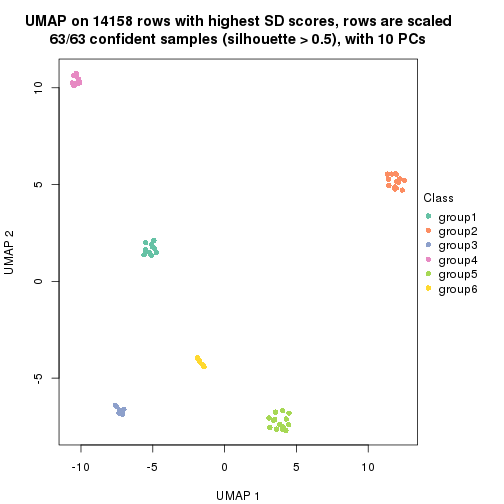 UMAP on 14158 rows with highest SD scores, rows are scaled
63/63 confident samples (silhouette > 0.5), with 10 PCs
10
5
0
-5
UMAP 2
-10
-5
0
5
10
UMAP 1
Class
group1
group2
group3
group4
group5
group6